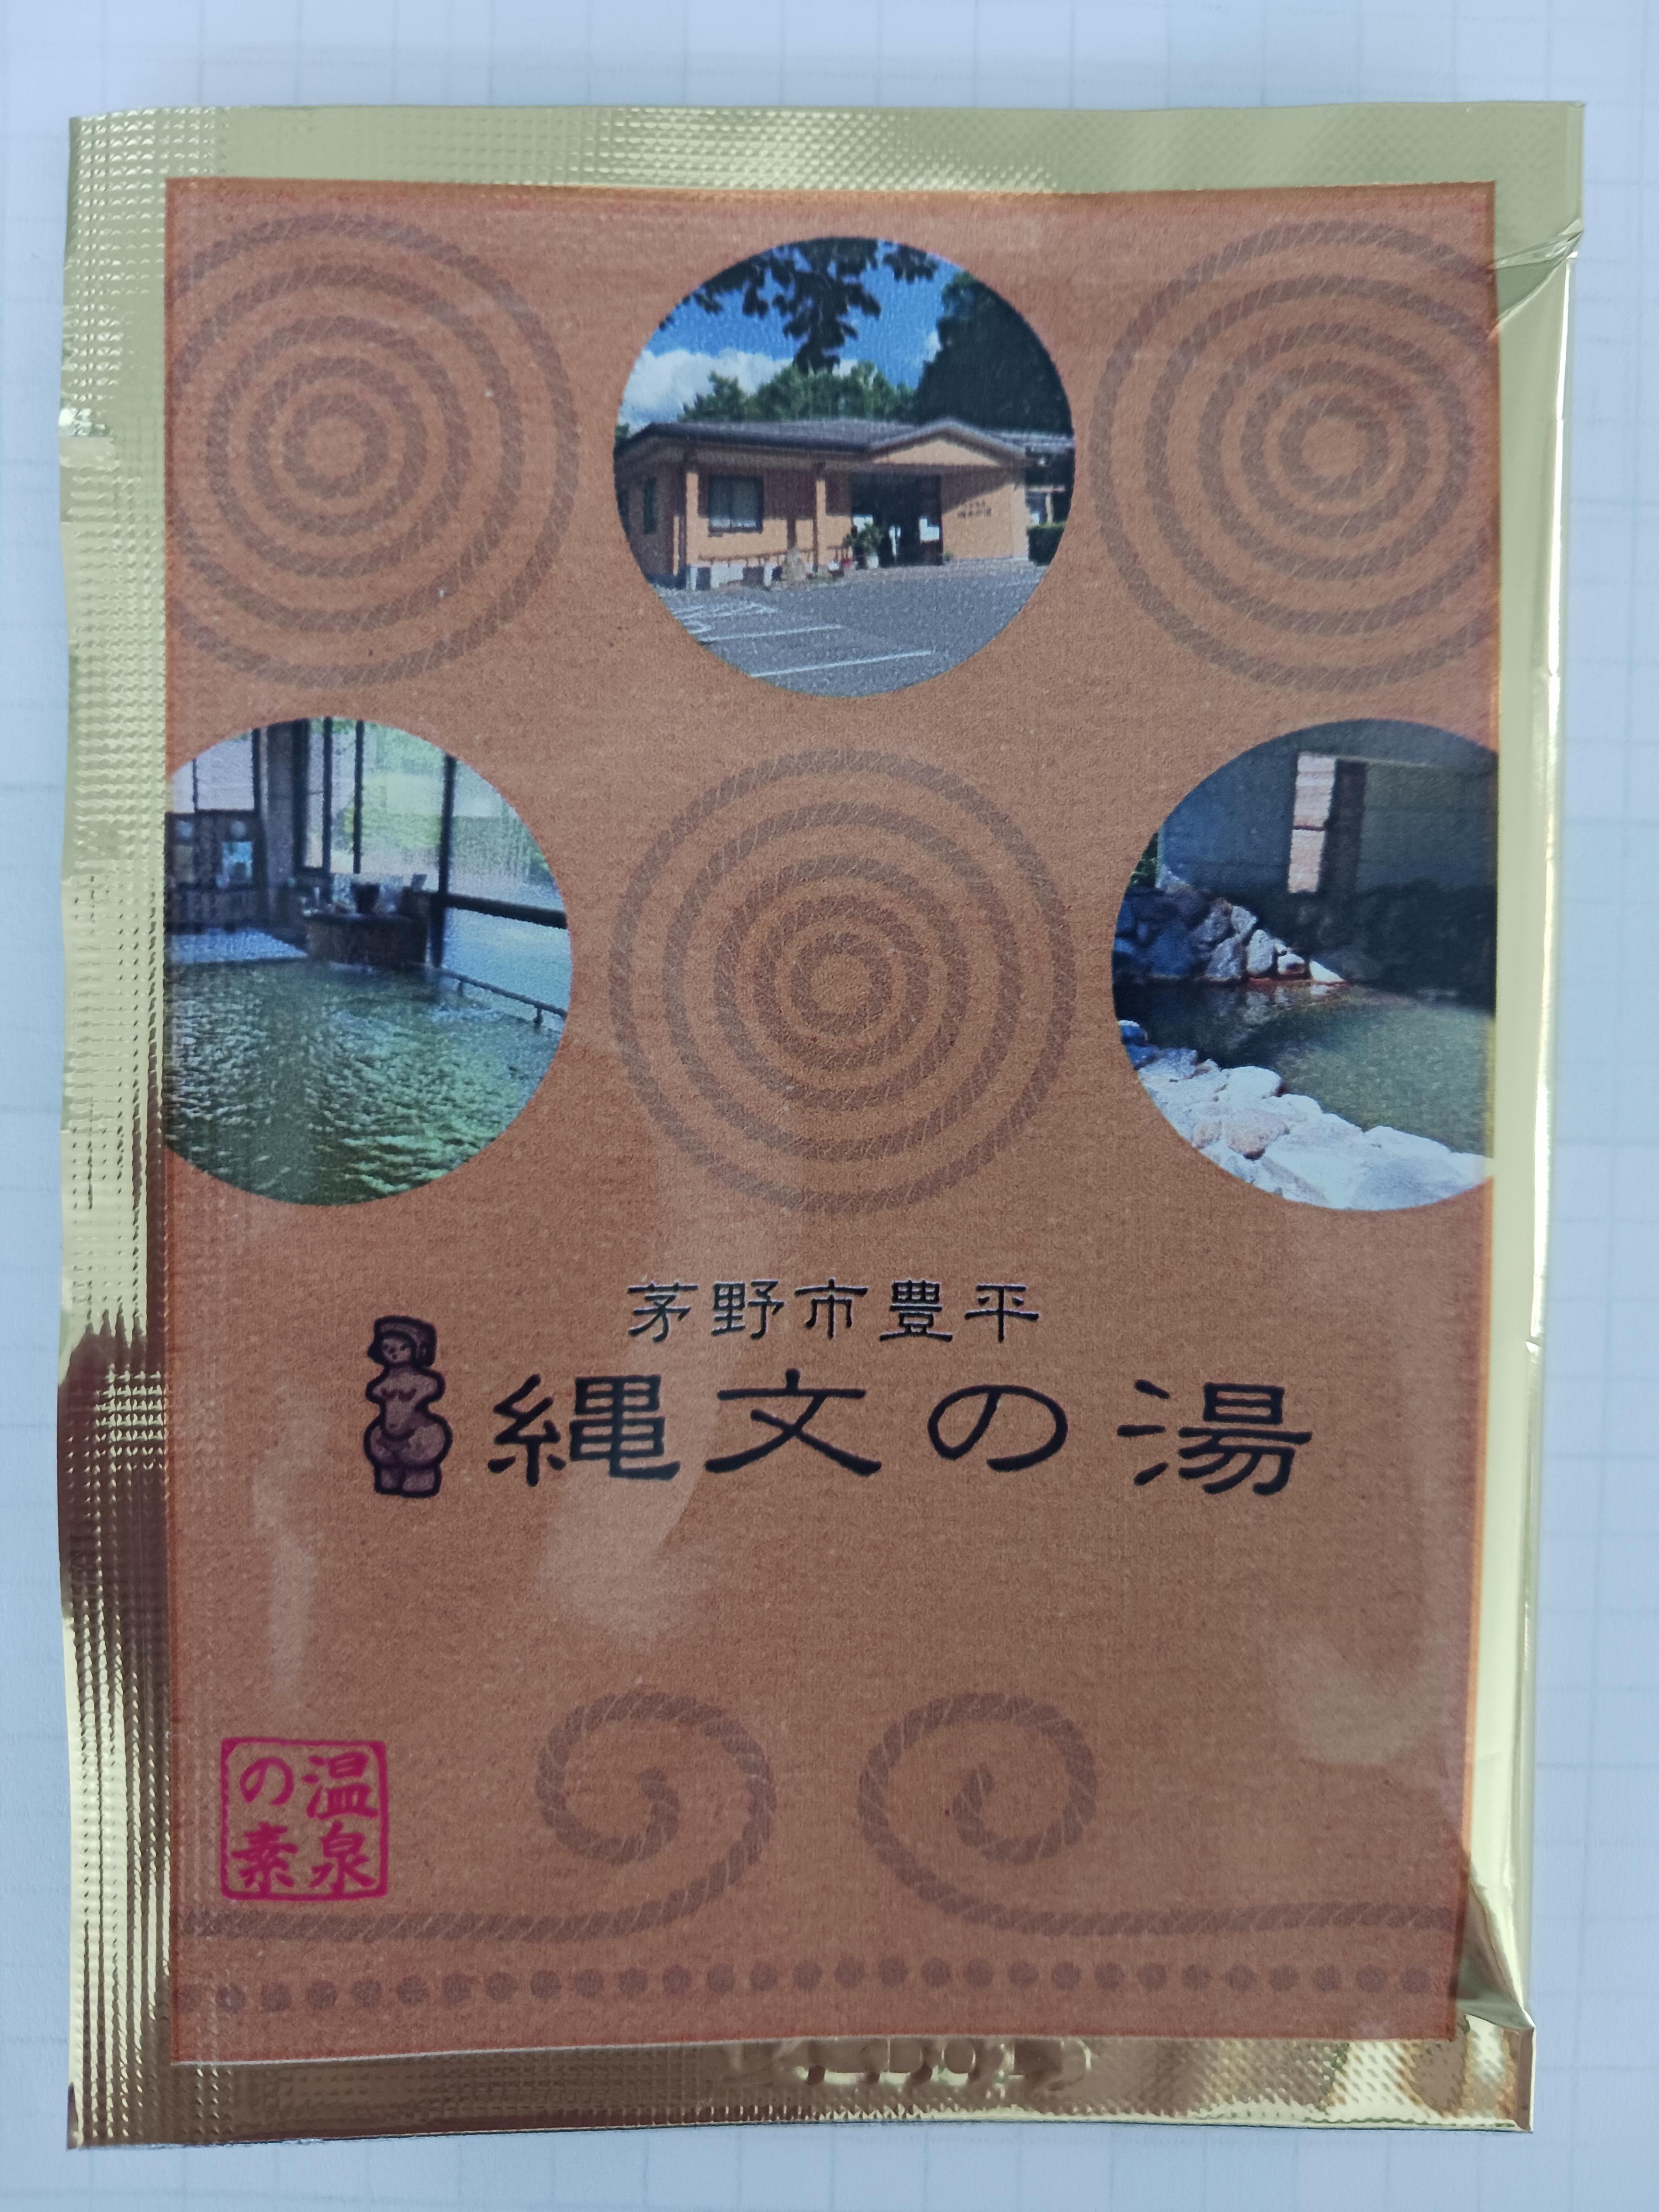 茅野市豊平
縄文の湯
温泉
の素